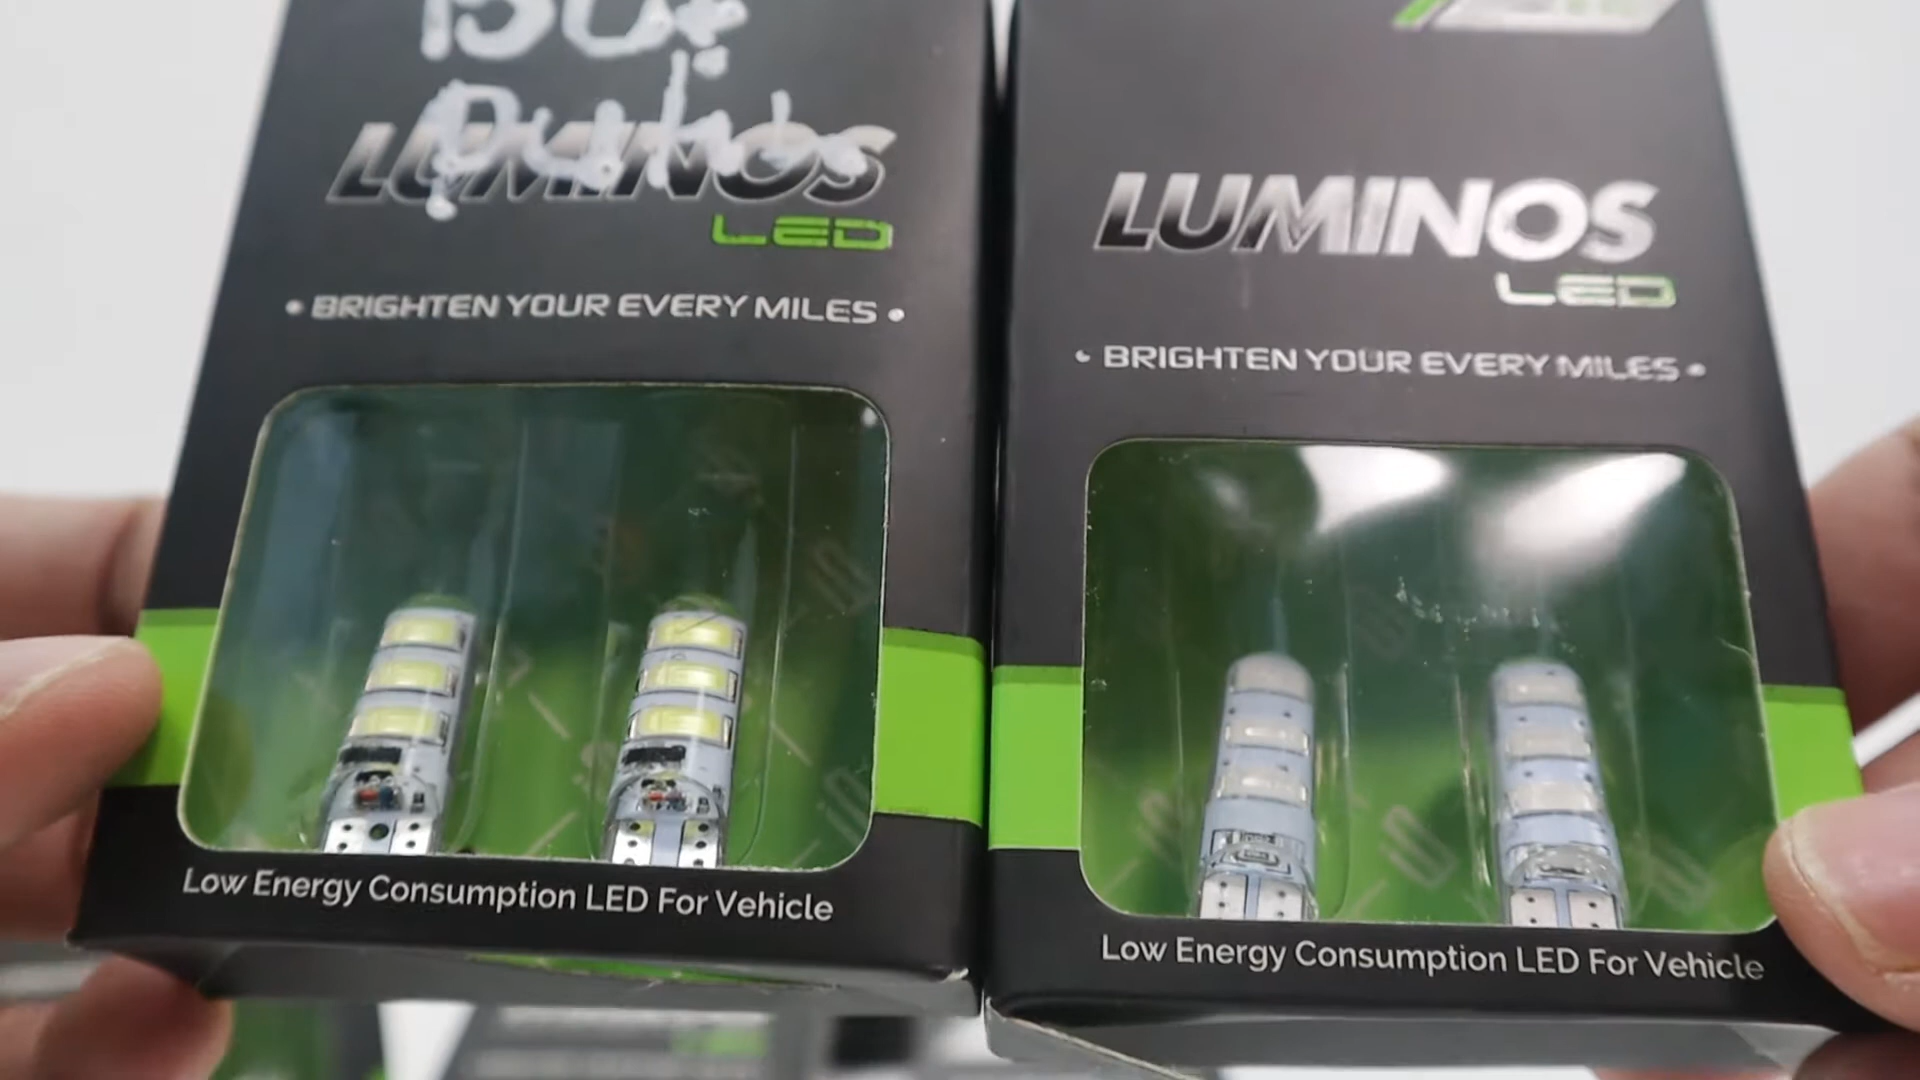 LUMINOS
LED
• BRIGHTEN YOUR EVERY MILES •
Low Energy Consumption LED For Vehicle
LUMINOS
LED
• BRIGHTEN YOUR EVERY MILES •
Low Energy Consumption LED For Vehicle